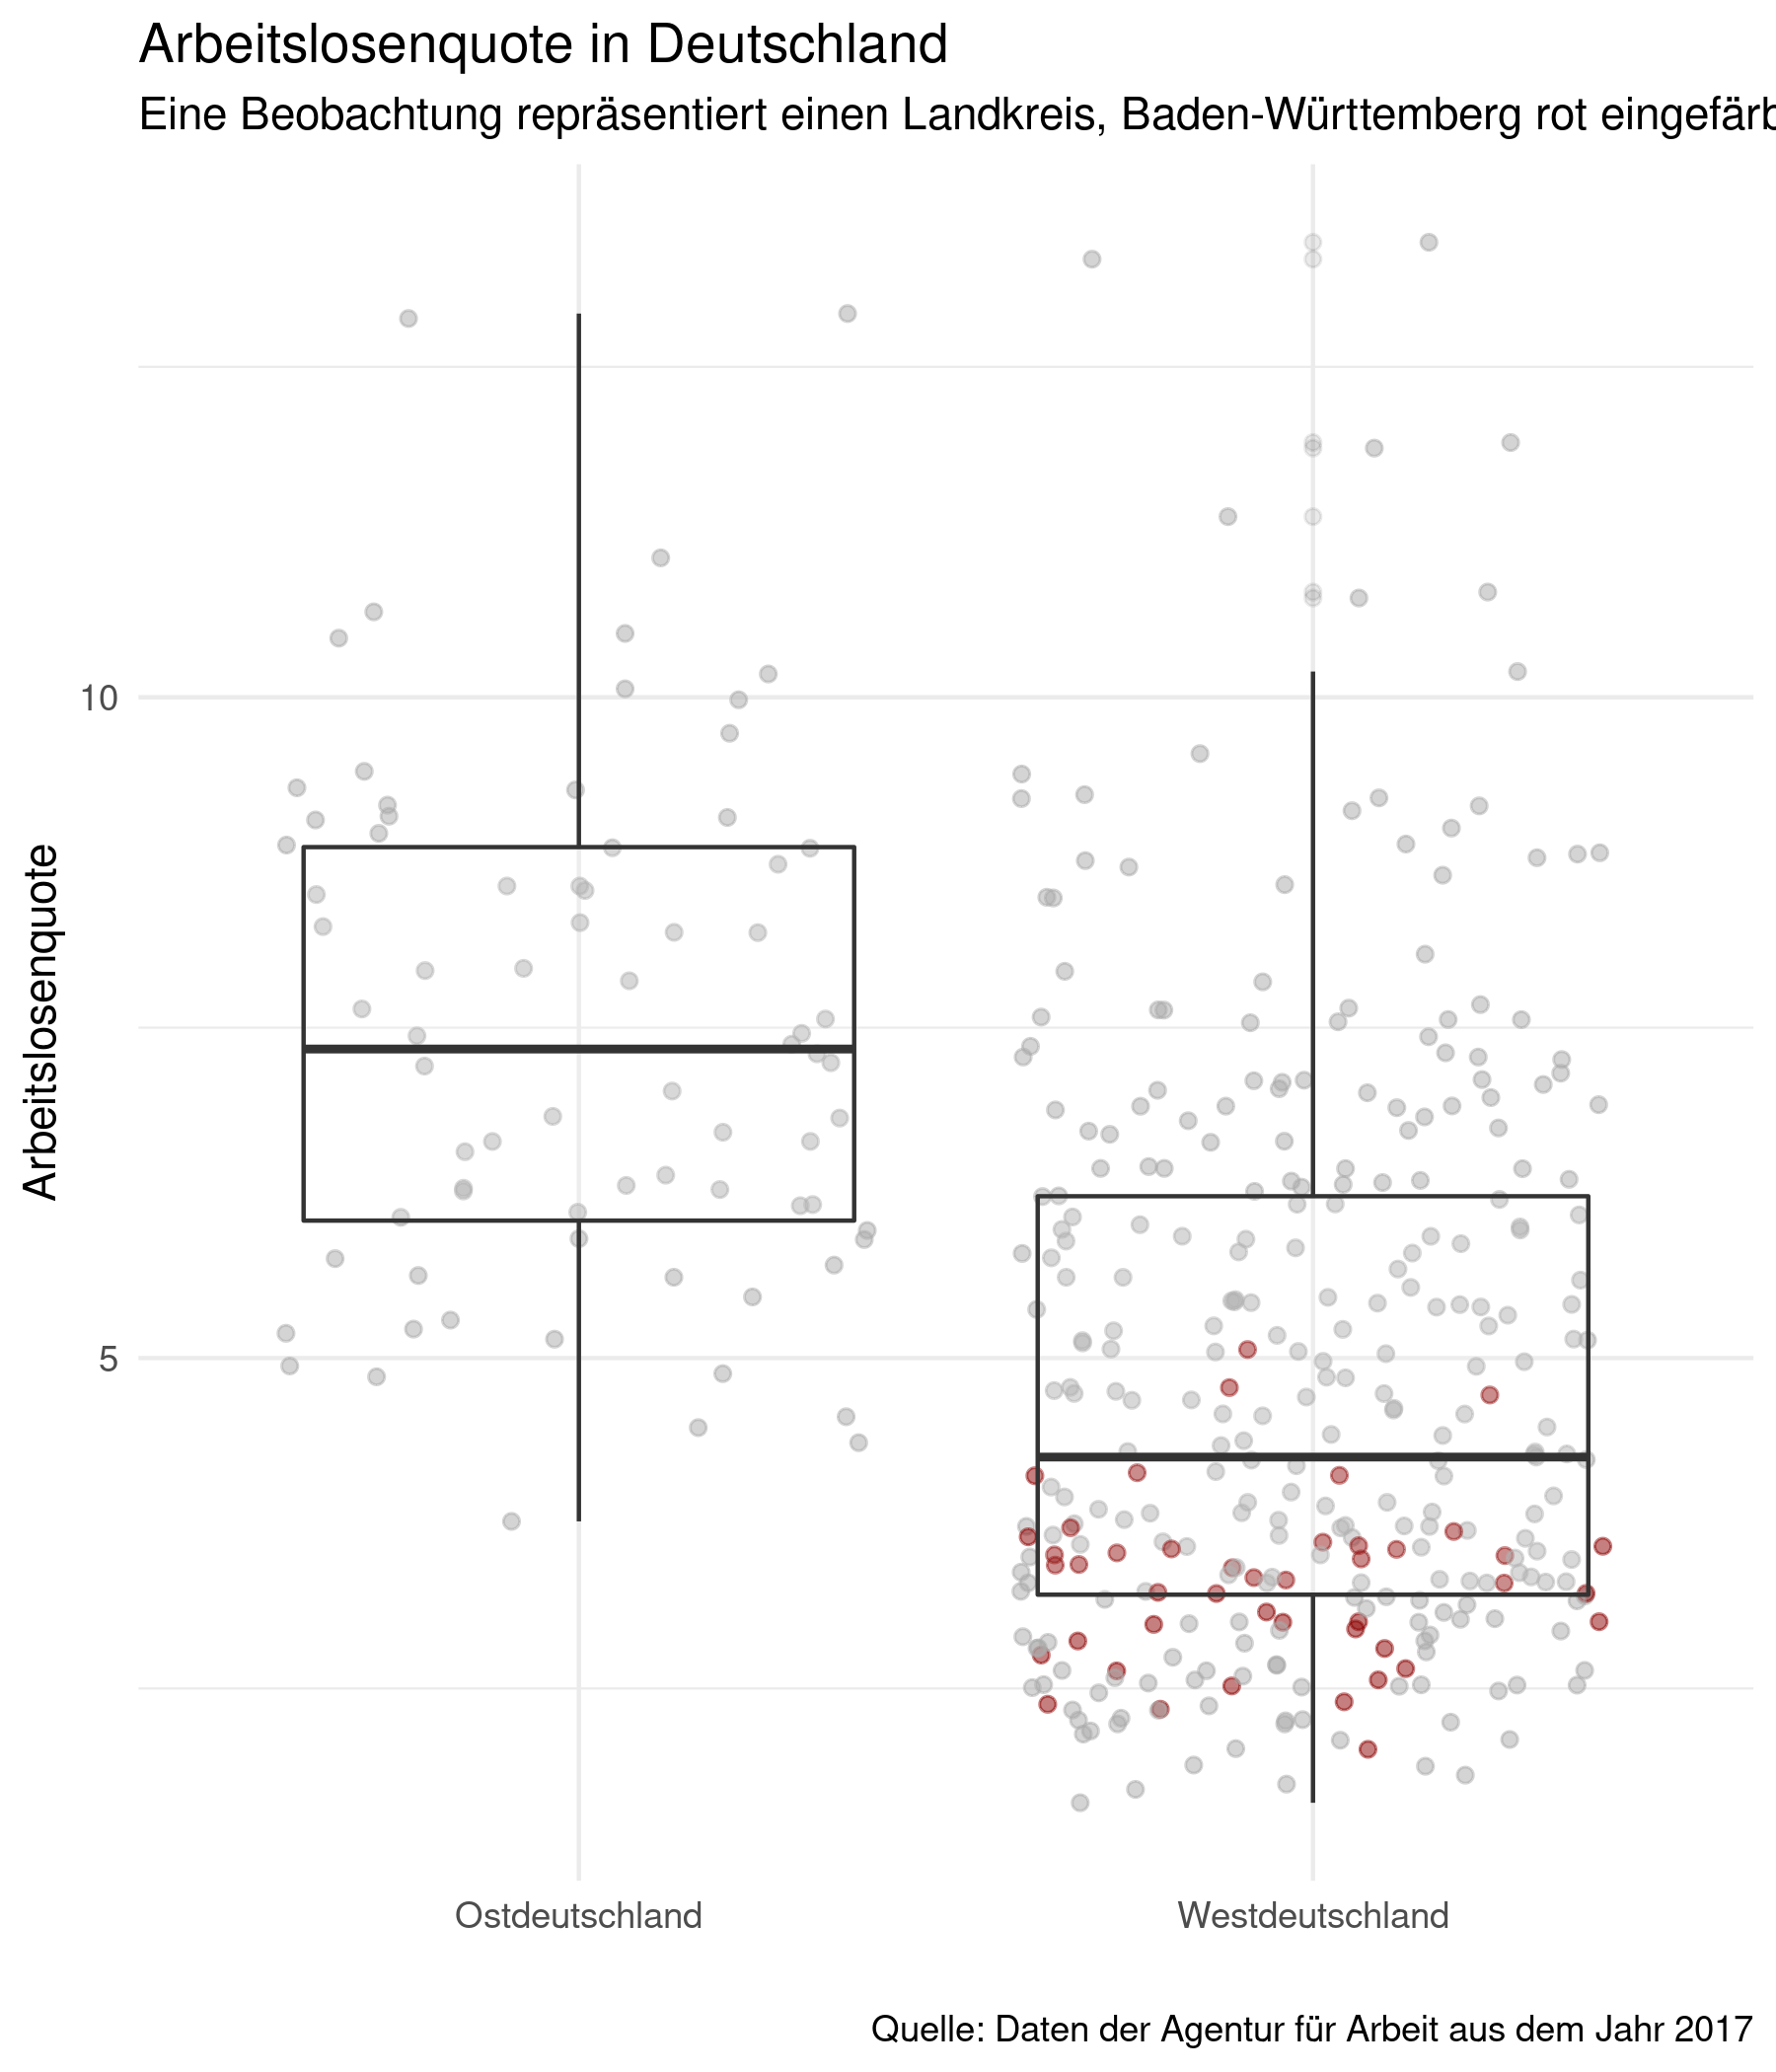 Arbeitslosenquote in Deutschland
Eine Beobachtung repräsentiert einen Landkreis, Baden-Württemberg rot eingefärb
Arbeitslosenquote
10
5
Ostdeutschland Westdeutschland
Quelle: Daten der Agentur für Arbeit aus dem Jahr 2017